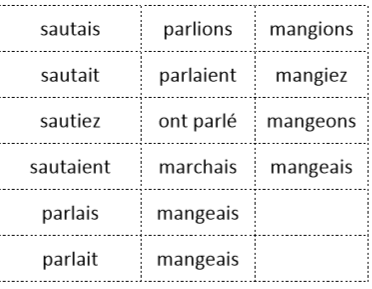 sautais parlions mangions
sautait parlaient mangiez
sautiez ont parlé mangeons
sautaient marchais mangeais
parlais mangeais
parlait mangeais